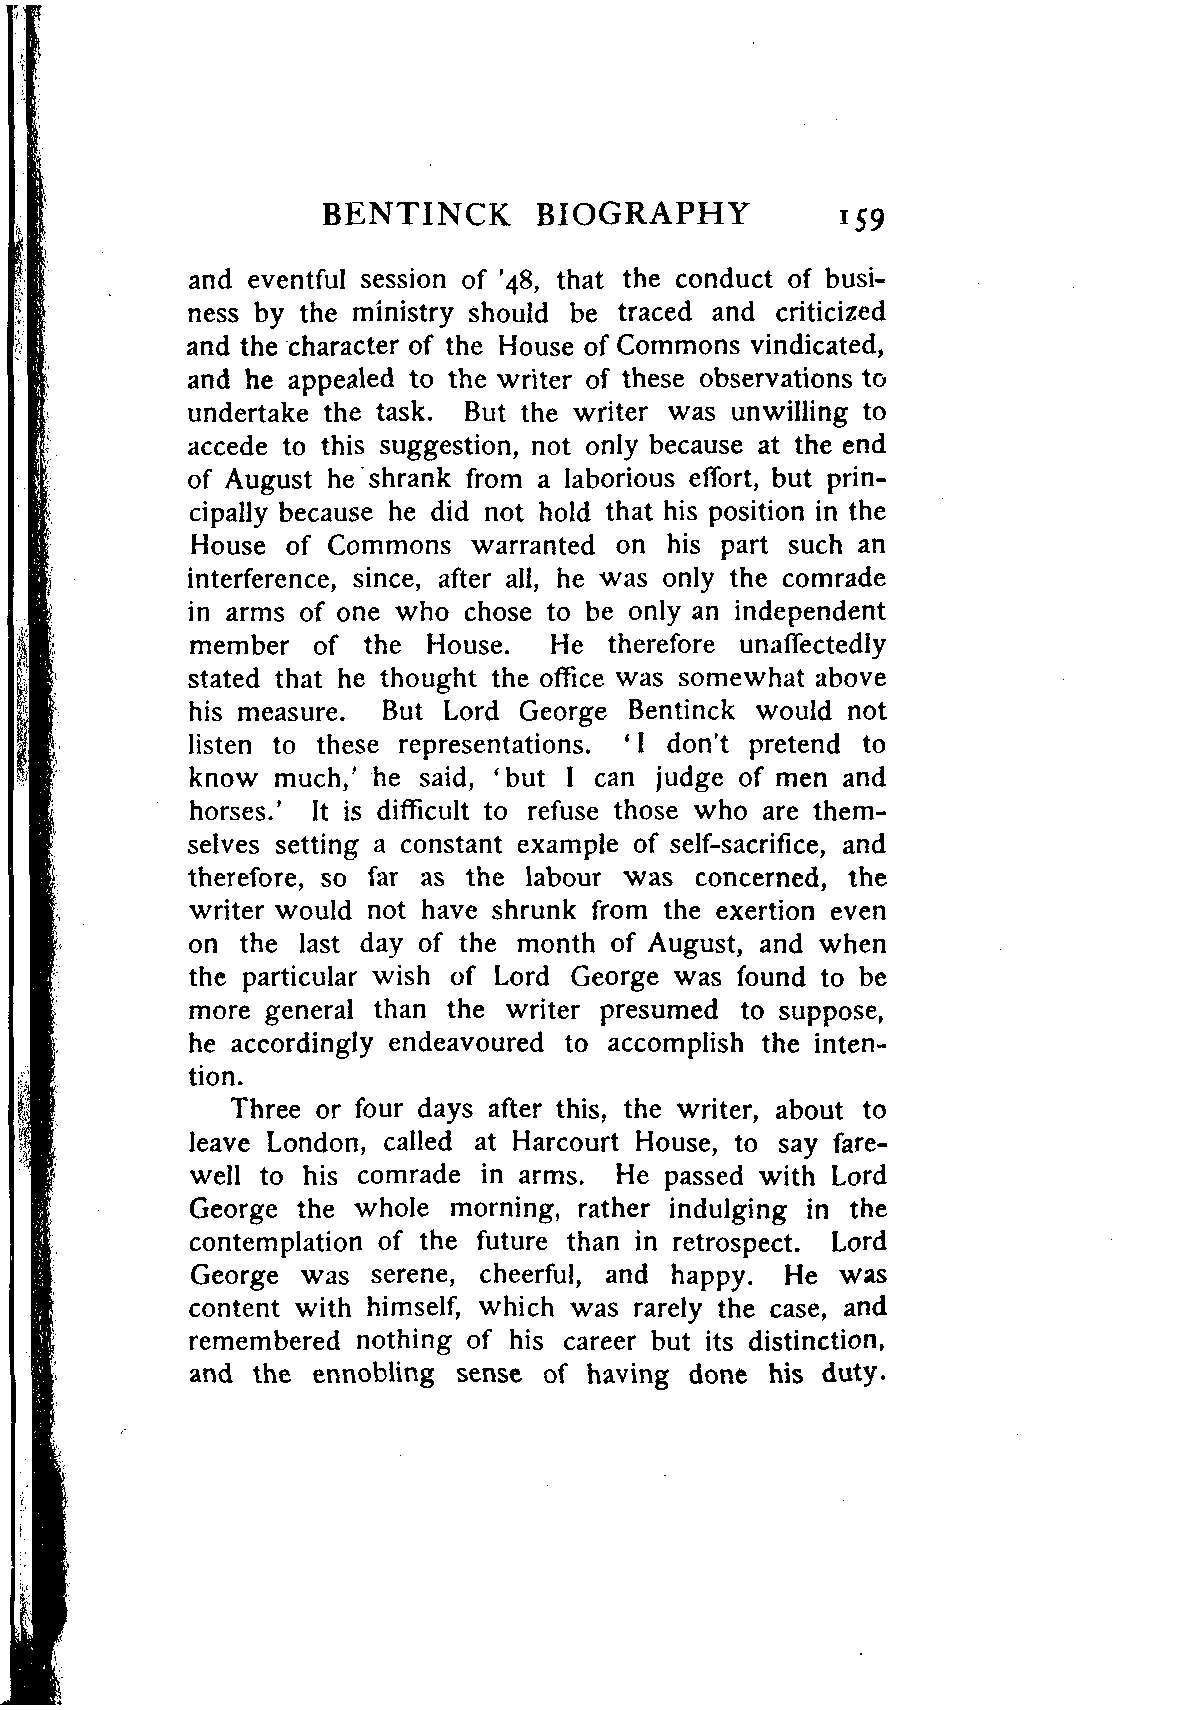 BENTINCK BIOGRAPHY 159
and eventful session of '48, that the conduct of busi-
ness by the ministry should be traced and criticized
and the character of the House of Commons vindicated,
and he appealed to the writer of these observations to
undertake the task. But the writer was unwilling to
accede to this suggestion, not only because at the end
of August he shrank from a laborious effort, but prin-
cipally because he did not hold that his position in the
House of Commons warranted on his part such an
interference, since, after all, he was only the comrade
in arms of one who chose to be only an independent
member of the House. He therefore unaffectedly
stated that he thought the office was somewhat above
his measure. But Lord George Bentinck would not
listen to these representations. ‘I don't pretend to
know much,’ he said, ‘but I can judge of men and
horses.’ It is difficult to refuse those who are them-
selves setting a constant example of self-sacrifice, and
therefore, so far as the labour was concerned, the
writer would not have shrunk from the exertion even
on the last day of the month of August, and when
the particular wish of Lord George was found to be
more general than the writer presumed to suppose,
he accordingly endeavoured to accomplish the inten-
tion.
Three or four days after this, the writer, about to
leave London, called at Harcourt House, to say fare-
well to his comrade in arms. He passed with Lord
George the whole morning, rather indulging in the
contemplation of the future than in retrospect. Lord
George was serene, cheerful, and happy. He was
content with himself, which was rarely the case, and
remembered nothing of his career but its distinction,
and the ennobling sense of having done his duty.